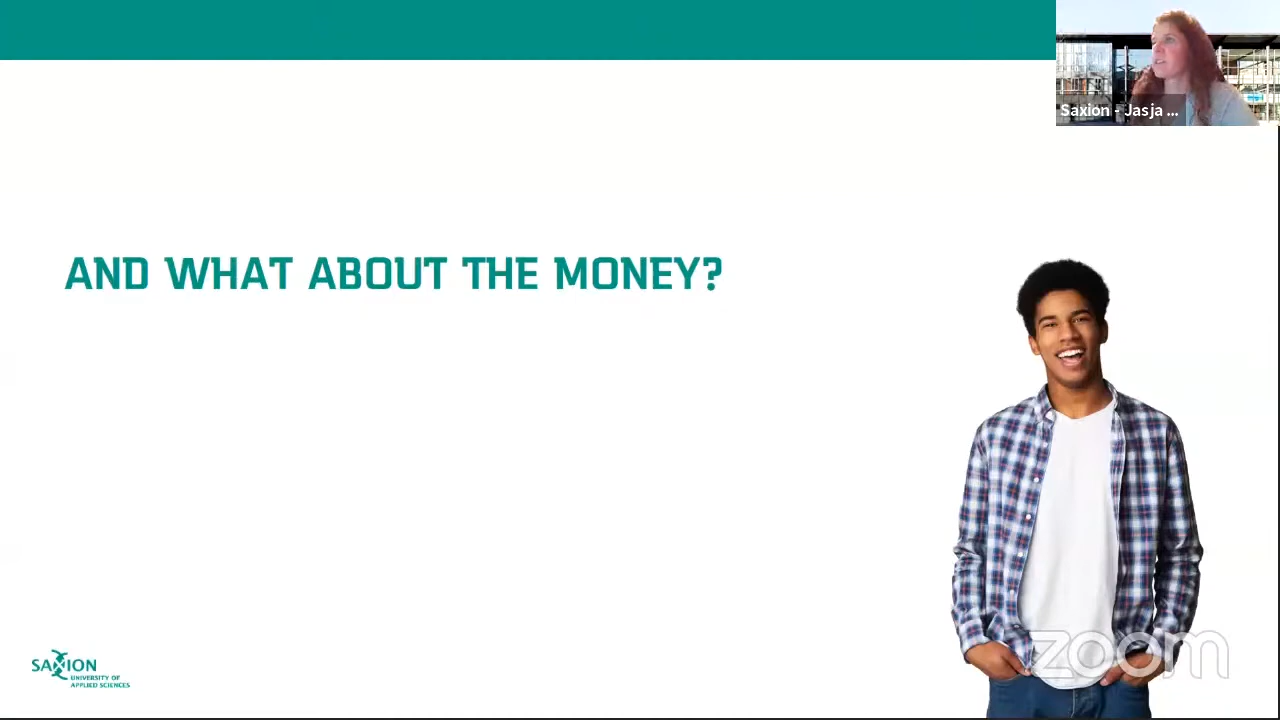 Saxion - Jasja ...
AND WHAT ABOUT THE MONEY?
zoom
SAXION
UNIVERSITY OF
APPLIED SCIENCES